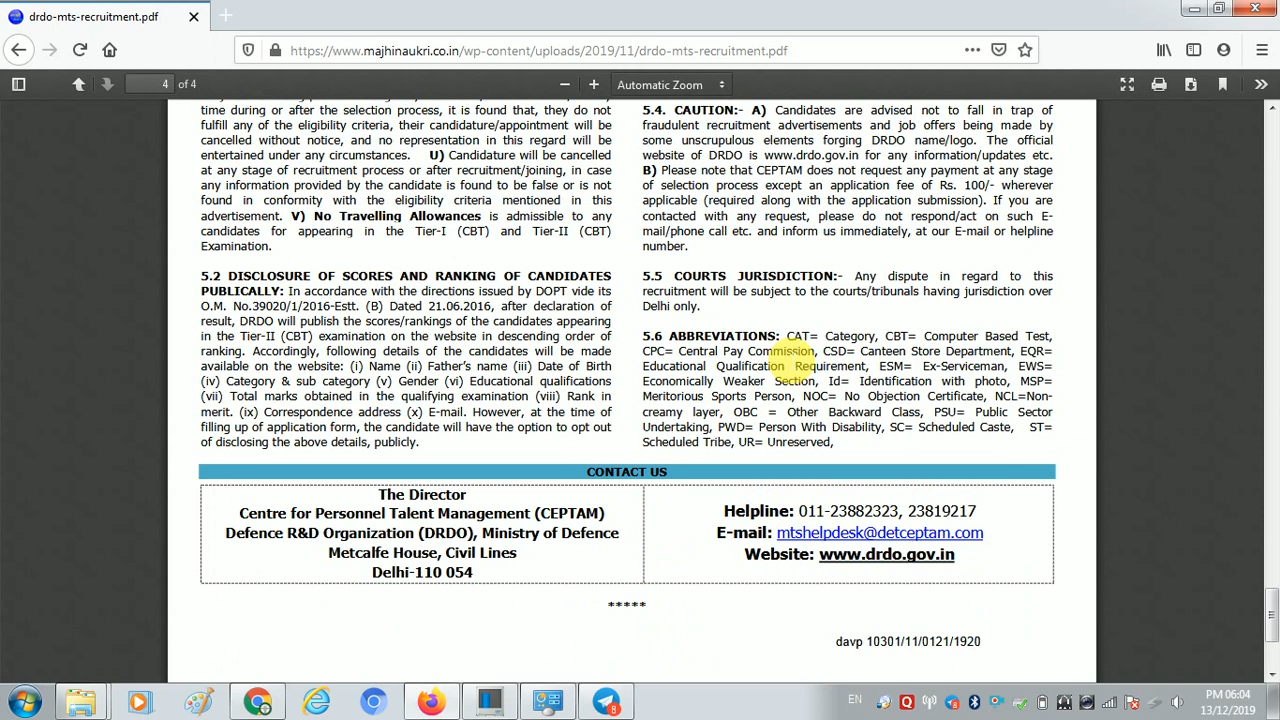 drdo-mts-recruitment.pdf
https://www.majhinaukri.co.in/wp-content/uploads/2019/11/drdo-mts-recruitment.pdf
4 of 4
Automatic Zoom
time during or after the selection process, it is found that, they do not
fulfill any of the eligibility criteria, their candidature/appointment will be
cancelled without notice, and no representation in this regard will be
entertained under any circumstances. U) Candidature will be cancelled
at any stage of recruitment process or after recruitment/joining, in case
any information provided by the candidate is found to be false or is not
found in conformity with the eligibility criteria mentioned in this
advertisement. V) No Travelling Allowances is admissible to any
candidates for appearing in the Tier-I (CBT) and Tier-II (CBT)
Examination.
5.2 DISCLOSURE OF SCORES AND RANKING OF CANDIDATES
PUBLICALLY: In accordance with the directions issued by DOPT vide its
O.M. No.39020/1/2016-Estt. (B) Dated 21.06.2016, after declaration of
result, DRDO will publish the scores/rankings of the candidates appearing
in the Tier-II (CBT) examination on the website in descending order of
ranking. Accordingly, following details of the candidates will be made
available on the website: (i) Name (ii) Father's name (iii) Date of Birth
(iv) Category & sub category (v) Gender (vi) Educational qualifications
(vii) Total marks obtained in the qualifying examination (viii) Rank in
merit. (ix) Correspondence address (x) E-mail. However, at the time of
filling up of application form, the candidate will have the option to opt out
of disclosing the above details, publicly.
5.4. CAUTION:- A) Candidates are advised not to fall in trap of
fraudulent recruitment advertisements and job offers being made by
some unscrupulous elements forging DRDO name/logo. The official
website of DRDO is www.drdo.gov.in for any information/updates etc.
B) Please note that CEPTAM does not request any payment at any stage
of selection process except an application fee of Rs. 100/- wherever
applicable (required along with the application submission). If you are
contacted with any request, please do not respond/act on such E-
mail/phone call etc. and inform us immediately, at our E-mail or helpline
number.
5.5 COURTS JURISDICTION:- Any dispute in regard to this
recruitment will be subject to the courts/tribunals having jurisdiction over
Delhi only.
5.6 ABBREVIATIONS: CAT= Category, CBT= Computer Based Test,
CPC= Central Pay Commission, CSD= Canteen Store Department, EQR=
Educational Qualification Requirement, ESM= Ex-Serviceman, EWS=
Economically Weaker Section, Id= Identification with photo, MSP=
Meritorious Sports Person, NOC= No Objection Certificate, NCL=Non-
creamy layer, OBC = Other Backward Class, PSU= Public Sector
Undertaking, PWD= Person With Disability, SC= Scheduled Caste, ST=
Scheduled Tribe, UR= Unreserved,
CONTACT US
The Director
Centre for Personnel Talent Management (CEPTAM)
Defence R&D Organization (DRDO), Ministry of Defence
Metcalfe House, Civil Lines
Delhi-110 054
Helpline: 011-23882323, 23819217
E-mail: mtshelpdesk@detceptam.com
Website: www.drdo.gov.in
*****
davp 10301/11/0121/1920
8
EN
8
PM 06:04
13/12/2019